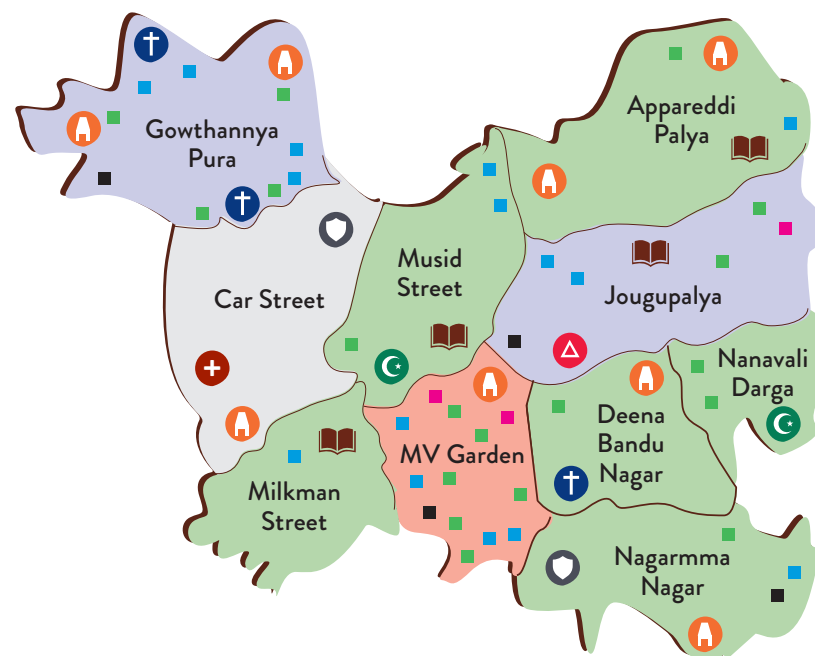 Gowthannya
Pura
Appareddi
Palya
Musid
Street
Car Street
Jougupalya
Nanavali
Darga
Deena
Bandu
Nagar
MV Garden
Milkman
Street
Nagarmma
Nagar